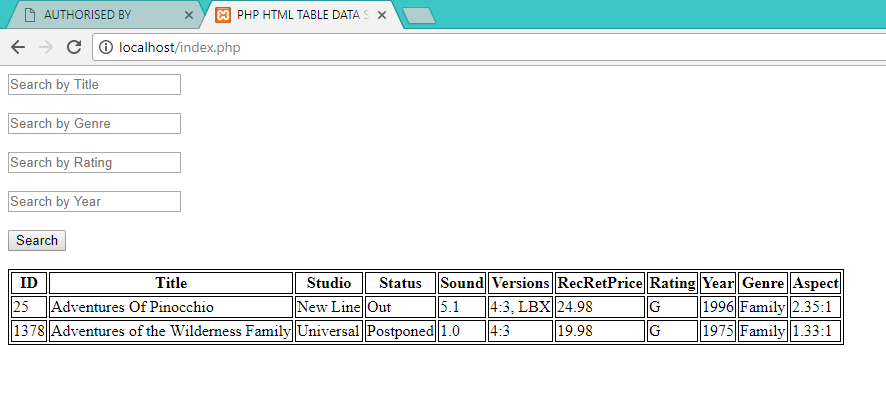 AUTHORISED BY
PHP HTML TABLE DATA S
localhost/index.php
Search by Title
Search by Genre
Search by Rating
Search by Year
Search
ID Title Studio Status Sound Versions RecRetPrice Rating Year Genre Aspect
25 Adventures Of Pinocchio New Line Out 5.1 4:3, LBX 24.98 G 1996 Family 2.35:1
1378 Adventures of the Wilderness Family Universal Postponed 1.0 4:3 19.98 G 1975 Family 1.33:1